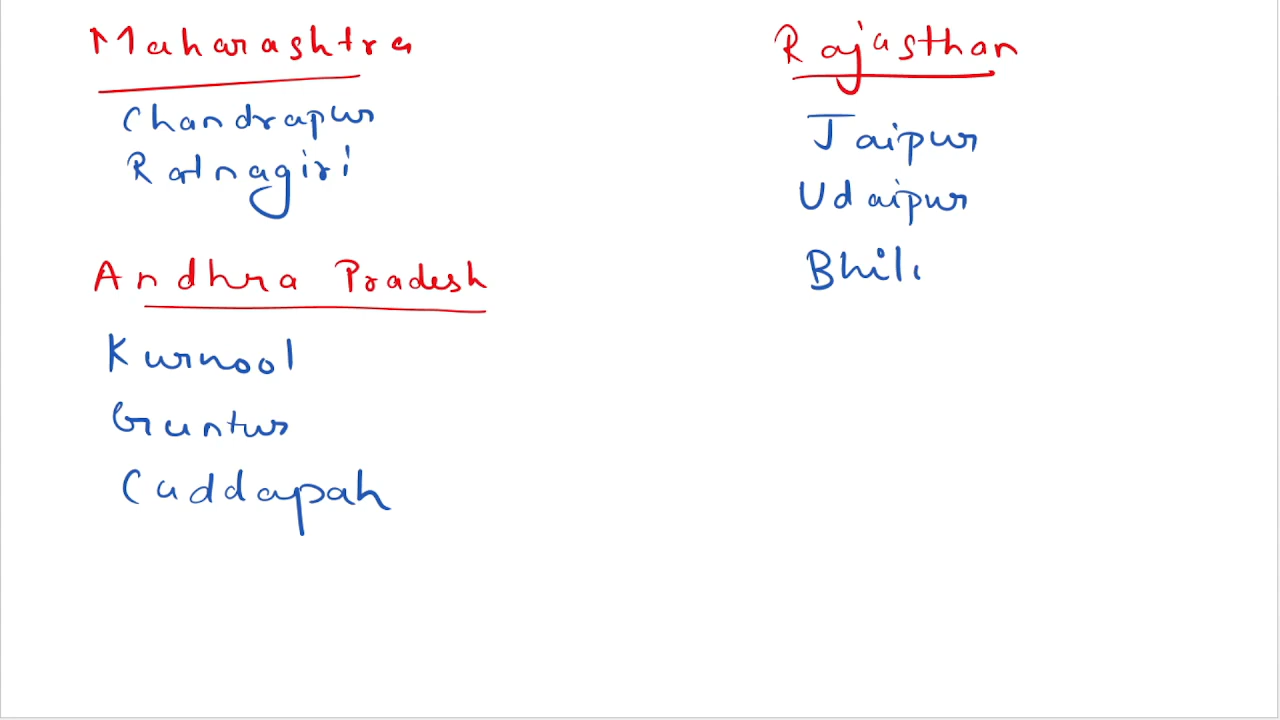 Maharashtra
Chandrapur
Ratnagiri
Andhra Pradesh
Kurnool
Guntur
Cuddapah
Rajasthan
Jaipur
Udaipur
Bhil